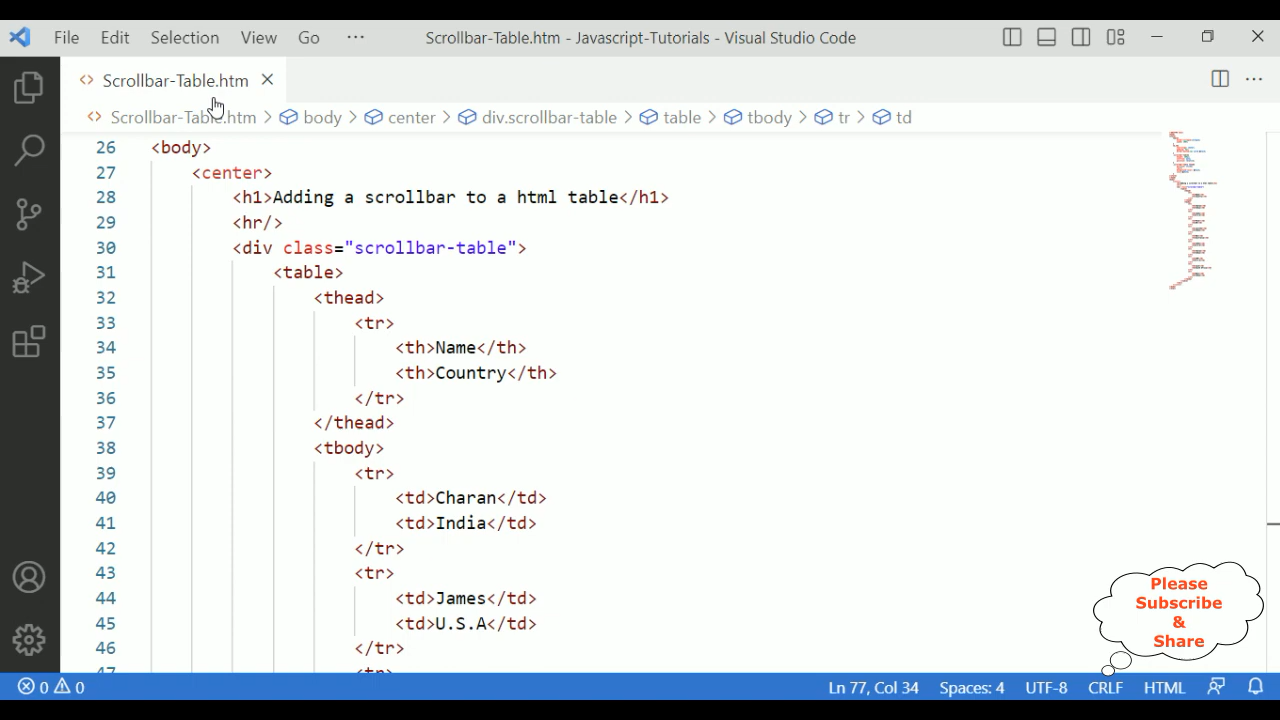 File Edit Selection View Go ··· Scrollbar-Table.htm - Javascript-Tutorials - Visual Studio Code
Scrollbar-Table.htm
Scrollbar-Table.htm > body > center > div.scrollbar-table > table > tbody > tr > td
26 <body>
27 <center>
28 <h1>Adding a scrollbar to a html table</h1>
29 <hr/>
30 <div class="scrollbar-table">
31 <table>
32 <thead>
33 <tr>
34 <th>Name</th>
35 <th>Country</th>
36 </tr>
37 </thead>
38 <tbody>
39 <tr>
40 <td>Charan</td>
41 <td>India</td>
42 </tr>
43 <tr>
44 <td>James</td>
45 <td>U.S.A</td>
46 </tr>
47 <tr>
Please
Subscribe
&
Share
0 0 Ln 77, Col 34 Spaces: 4 UTF-8 CRLF HTML